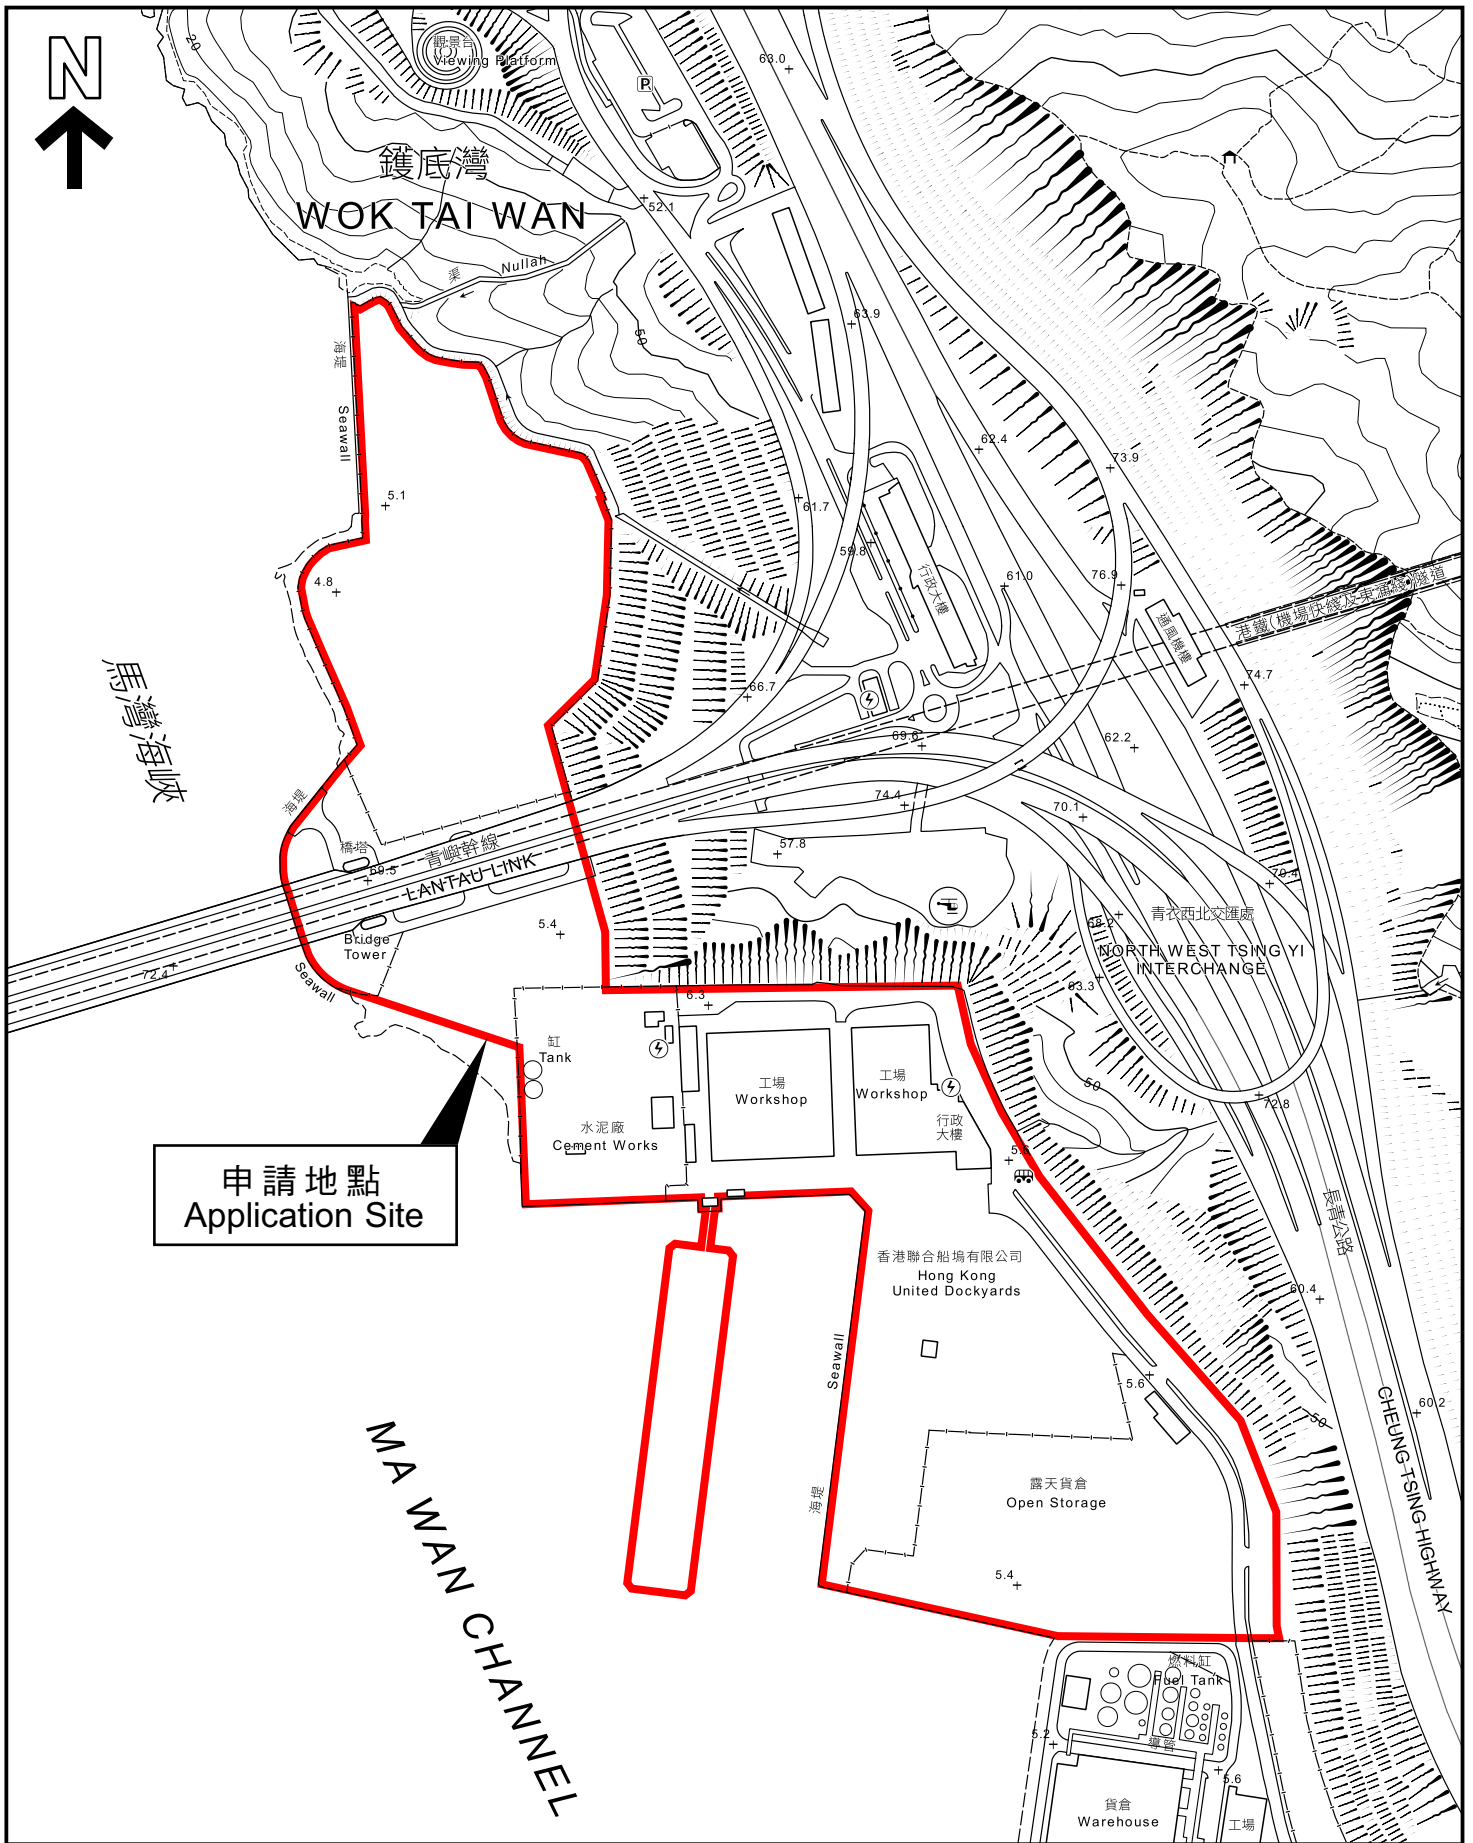 N
20
觀景台
Viewing Platform
P
63.0
鑊底灣
WOK TAI WAN
52.1
渠
Nullah
63.9
50
海堤
Seawall
5.1
62.4
73.9
61.7
59.8
4.8
行政大樓
61.0
76.9
通風機樓
港鐵(機場快綫及東涌綫)隧道
馬灣海峽
66.7
74.7
69.6
62.2
74.4
70.1
海堤
橋塔
69.5
青嶼幹線
LANTAU LINK
57.8
70.4
5.4
68.2
青衣西北交匯處
NORTH WEST TSING YI
INTERCHANGE
Bridge
Tower
72.4
Seawall
63.3
6.3
缸
Tank
工場
Workshop
工場
Workshop
50
72.8
水泥廠
Cement Works
行政
大樓
5.6
申請地點
Application Site
長青公路
香港聯合船塢有限公司
Hong Kong
United Dockyards
60.4
Seawall
5.6
60.2
50
CHEUNG TSING HIGHWAY
海堤
露天貨倉
Open Storage
MA WAN CHANNEL
5.4
燃料缸
Fuel Tank
5.2
導管
5.6
貨倉
Warehouse
工場